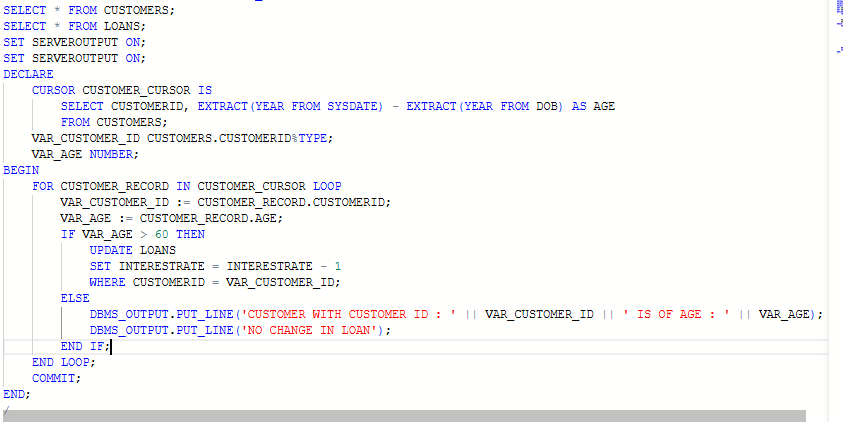 SELECT * FROM CUSTOMERS;
SELECT * FROM LOANS;
SET SERVEROUTPUT ON;
SET SERVEROUTPUT ON;
DECLARE
    CURSOR CUSTOMER_CURSOR IS
        SELECT CUSTOMERID, EXTRACT(YEAR FROM SYSDATE) - EXTRACT(YEAR FROM DOB) AS AGE
        FROM CUSTOMERS;
    VAR_CUSTOMER_ID CUSTOMERS.CUSTOMERID%TYPE;
    VAR_AGE NUMBER;
BEGIN
    FOR CUSTOMER_RECORD IN CUSTOMER_CURSOR LOOP
        VAR_CUSTOMER_ID := CUSTOMER_RECORD.CUSTOMERID;
        VAR_AGE := CUSTOMER_RECORD.AGE;
        IF VAR_AGE > 60 THEN
            UPDATE LOANS
            SET INTERESTRATE = INTERESTRATE - 1
            WHERE CUSTOMERID = VAR_CUSTOMER_ID;
        ELSE
            DBMS_OUTPUT.PUT_LINE('CUSTOMER WITH CUSTOMER ID : ' || VAR_CUSTOMER_ID || ' IS OF AGE : ' || VAR_AGE);
            DBMS_OUTPUT.PUT_LINE('NO CHANGE IN LOAN');
        END IF;
    END LOOP;
    COMMIT;
END;
/